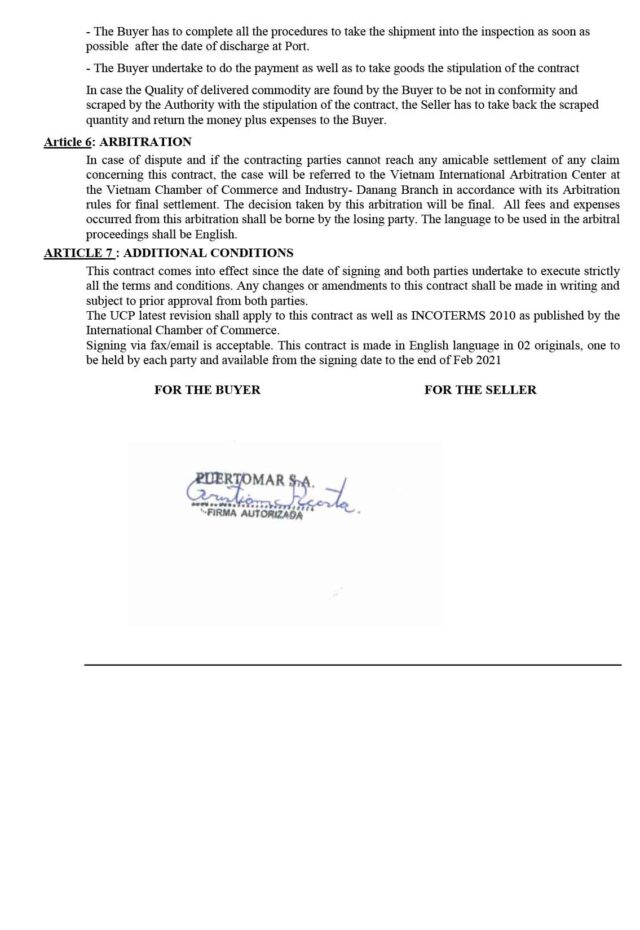 - The Buyer has to complete all the procedures to take the shipment into the inspection as soon as
possible after the date of discharge at Port.
- The Buyer undertake to do the payment as well as to take goods the stipulation of the contract
In case the Quality of delivered commodity are found by the Buyer to be not in conformity and
scraped by the Authority with the stipulation of the contract, the Seller has to take back the scraped
quantity and return the money plus expenses to the Buyer.
Article 6: ARBITRATION
In case of dispute and if the contracting parties cannot reach any amicable settlement of any claim
concerning this contract, the case will be referred to the Vietnam International Arbitration Center at
the Vietnam Chamber of Commerce and Industry- Danang Branch in accordance with its Arbitration
rules for final settlement. The decision taken by this arbitration will be final. All fees and expenses
occurred from this arbitration shall be borne by the losing party. The language to be used in the arbitral
proceedings shall be English.
ARTICLE 7 : ADDITIONAL CONDITIONS
This contract comes into effect since the date of signing and both parties undertake to execute strictly
all the terms and conditions. Any changes or amendments to this contract shall be made in writing and
subject to prior approval from both parties.
The UCP latest revision shall apply to this contract as well as INCOTERMS 2010 as published by the
International Chamber of Commerce.
Signing via fax/email is acceptable. This contract is made in English language in 02 originals, one to
be held by each party and available from the signing date to the end of Feb 2021
FOR THE BUYER FOR THE SELLER
PUERTOMAR S.A.
FIRMA AUTORIZADA